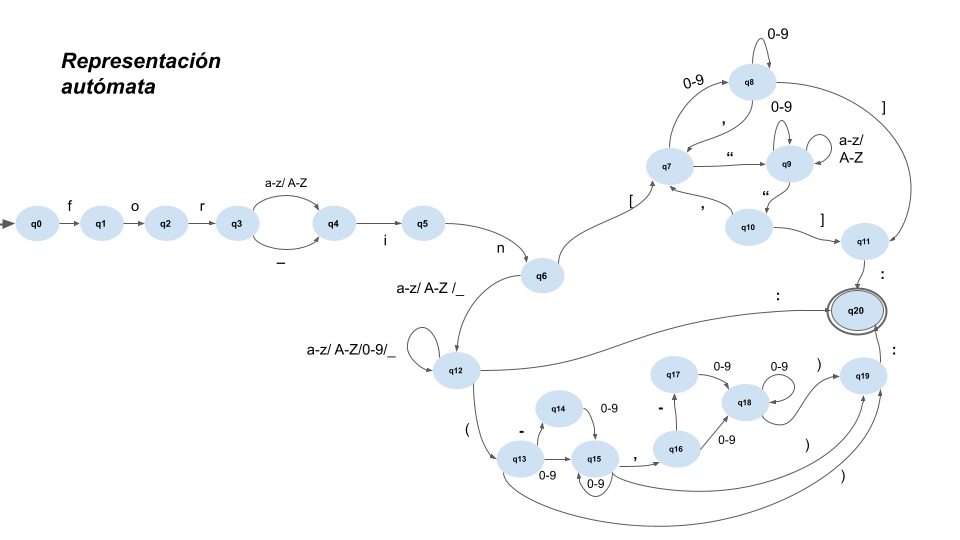 Representación
autómata
0-9
q8
0-9
]
,
0-9
a-z/
A-Z
“
q7
q9
“
a-z/ A-Z
[
,
f
o
r
q10
]
q0
q1
q2
q3
q4
q5
q11
i
n
_
q6
:
a-z/ A-Z /_
:
q20
a-z/ A-Z/0-9/_
:
q12
q17
0-9
0-9
)
q19
q18
q14
0-9
-
(
-
0-9
)
q13
q15
,
q16
0-9
0-9
)